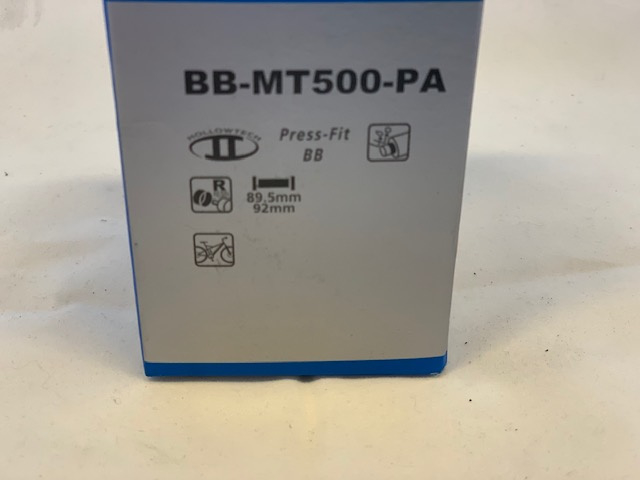 BB-MT500-PA
HOLLOWTECH
II
Press-Fit
BB
R
89.5mm
92mm